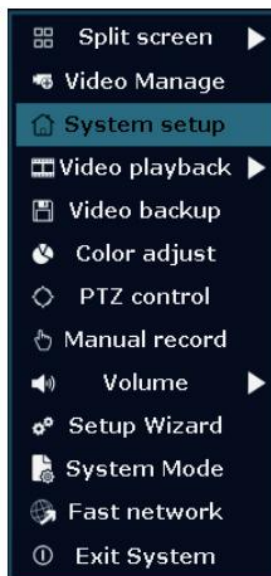 Split screen
Video Manage
System setup
Video playback
Video backup
Color adjust
PTZ control
Manual record
Volume
Setup Wizard
System Mode
Fast network
Exit System